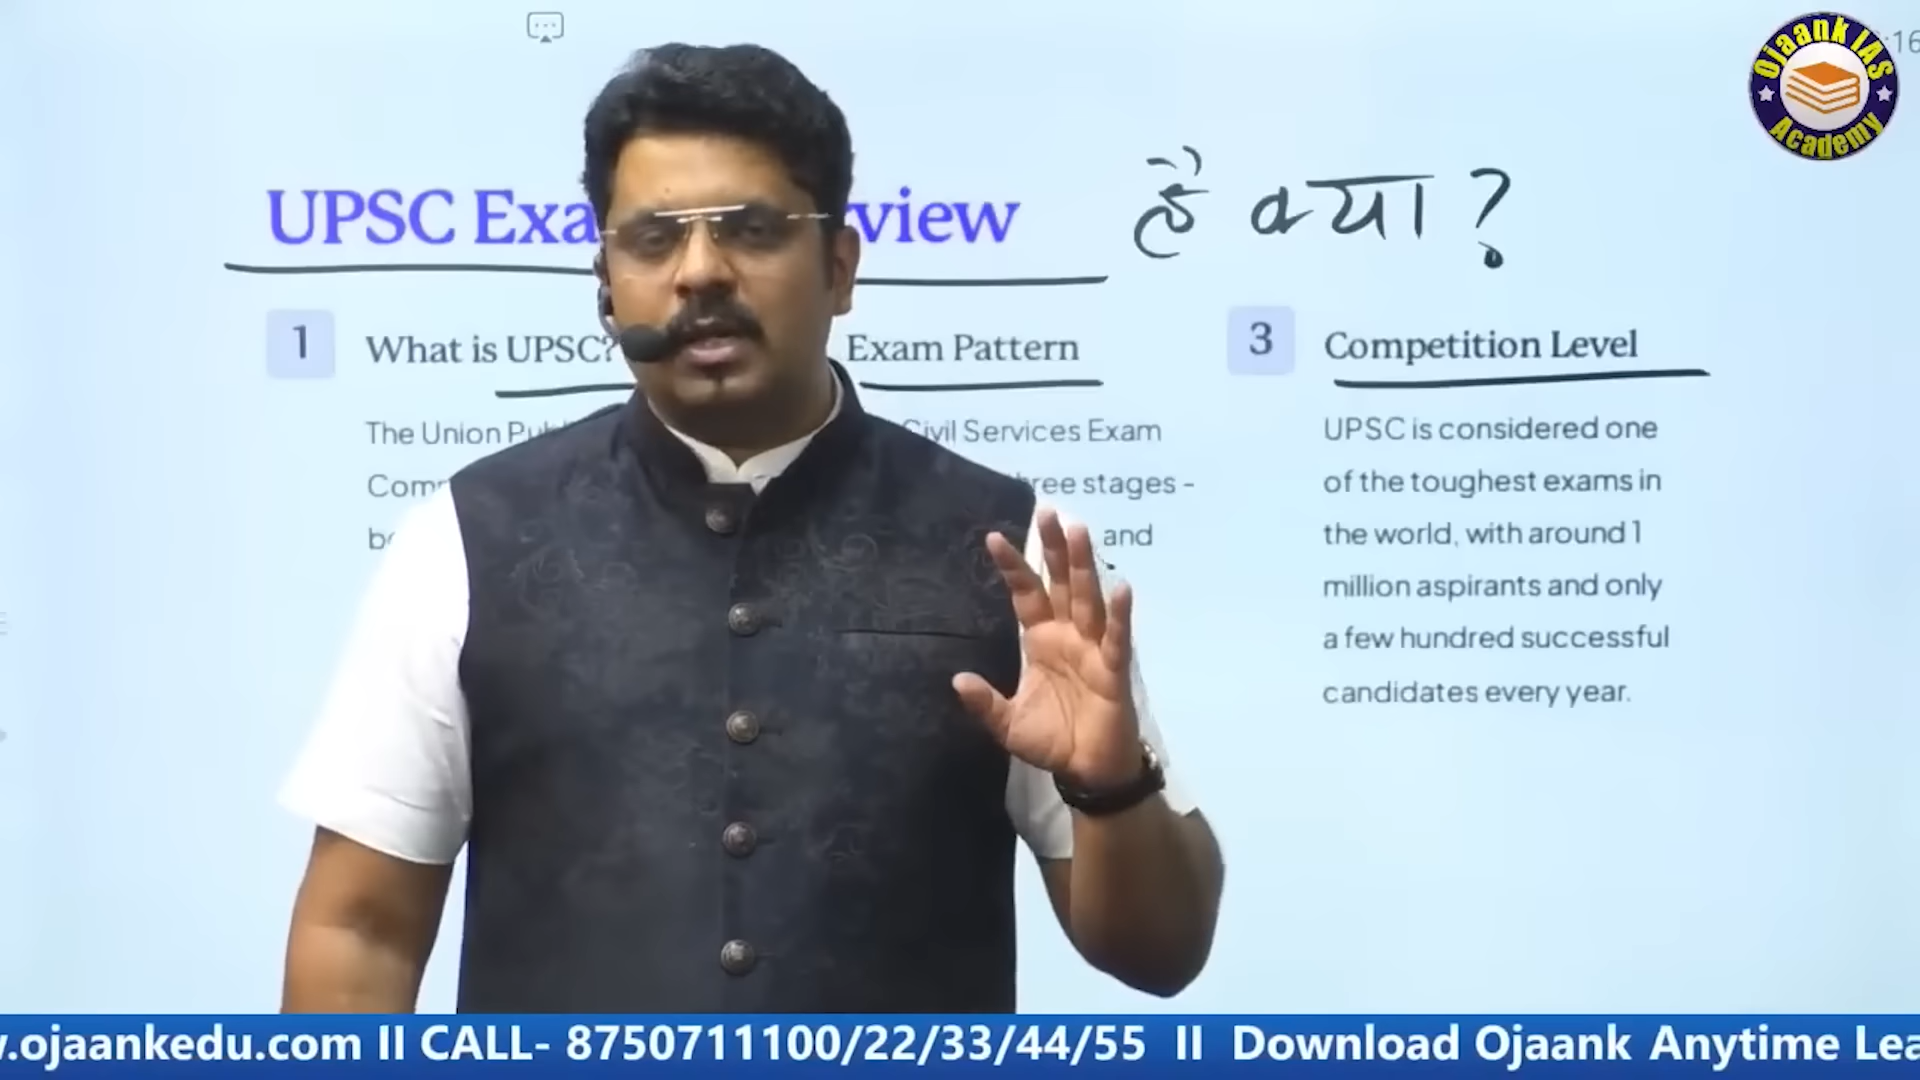 Ojaank IAS
Academy
:16
UPSC Exa view है क्या ?
1 What is UPSC?
The Union Pub
Com
Exam Pattern
Civil Services Exam
three stages -
and
3 Competition Level
UPSC is considered one
of the toughest exams in
the world, with around 1
million aspirants and only
a few hundred successful
candidates every year.
.ojaankedu.com II CALL- 8750711100/22/33/44/55 II Download Ojaank Anytime Lea